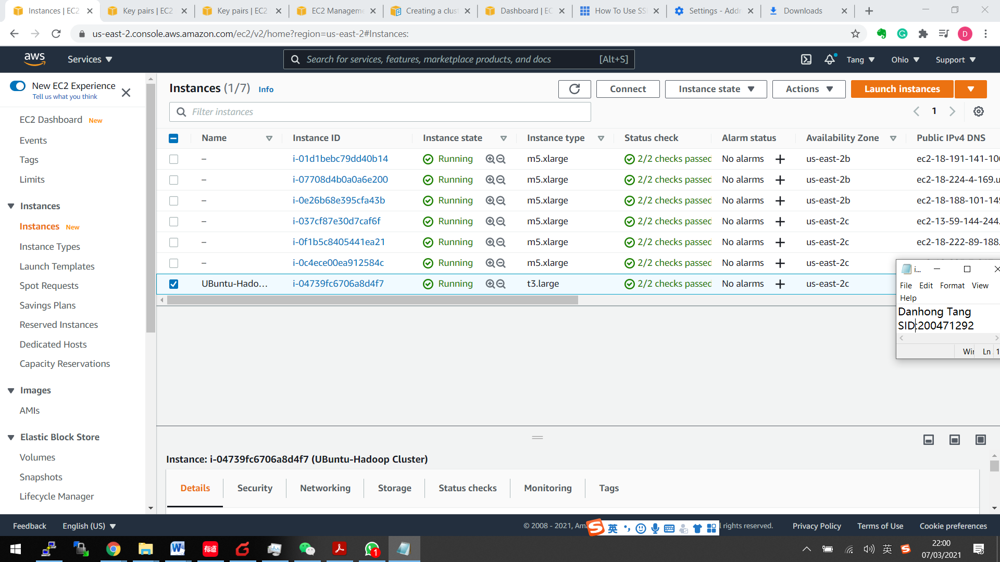 Instances | EC2
Key pairs | EC2
Key pairs | EC2
EC2 Manageme
Creating a clus
Dashboard | EC
How To Use SS
Settings - Addr
Downloads
us-east-2.console.aws.amazon.com/ec2/v2/home?region=us-east-2#Instances:
D
aws
Services
Search for services, features, marketplace products, and docs
[Alt+S]
Tang
Ohio
Support
New EC2 Experience
Tell us what you think
EC2 Dashboard New
Events
Tags
Limits
Instances
Instances New
Instance Types
Launch Templates
Spot Requests
Savings Plans
Reserved Instances
Dedicated Hosts
Capacity Reservations
Images
AMIs
Elastic Block Store
Volumes
Snapshots
Lifecycle Manager
Instances (1/7) Info
Connect
Instance state
Actions
Launch instances
Filter instances
1
Name Instance ID Instance state Instance type Status check Alarm status Availability Zone Public IPv4 DNS
– i-01d1bebc79dd40b14 Running m5.xlarge 2/2 checks passed No alarms + us-east-2b ec2-18-191-141-10
– i-07708d4b0a0a6e200 Running m5.xlarge 2/2 checks passed No alarms + us-east-2b ec2-18-224-4-169.u
– i-0e26b68e395cfa43b Running m5.xlarge 2/2 checks passed No alarms + us-east-2b ec2-18-188-101-149
– i-037cf87e30d7caf6f Running m5.xlarge 2/2 checks passed No alarms + us-east-2c ec2-13-59-144-244.
– i-0f1b5c8405441ea21 Running m5.xlarge 2/2 checks passed No alarms + us-east-2c ec2-18-222-89-188.
– i-0c4ece00ea912584c Running m5.xlarge 2/2 checks passed No alarms + us-east-2c
UBuntu-Hado... i-04739fc6706a8d4f7 Running t3.large 2/2 checks passed No alarms + us-east-2c
i...
File Edit Format View
Help
Danhong Tang
SID:200471292
Wir Ln 1
Instance: i-04739fc6706a8d4f7 (UBuntu-Hadoop Cluster)
Details
Security
Networking
Storage
Status checks
Monitoring
Tags
Feedback
English (US)
© 2008 - 2021, Am
l rights reserved.
Privacy Policy
Terms of Use
Cookie preferences
S 英
有道
1
英
S
22:00
07/03/2021